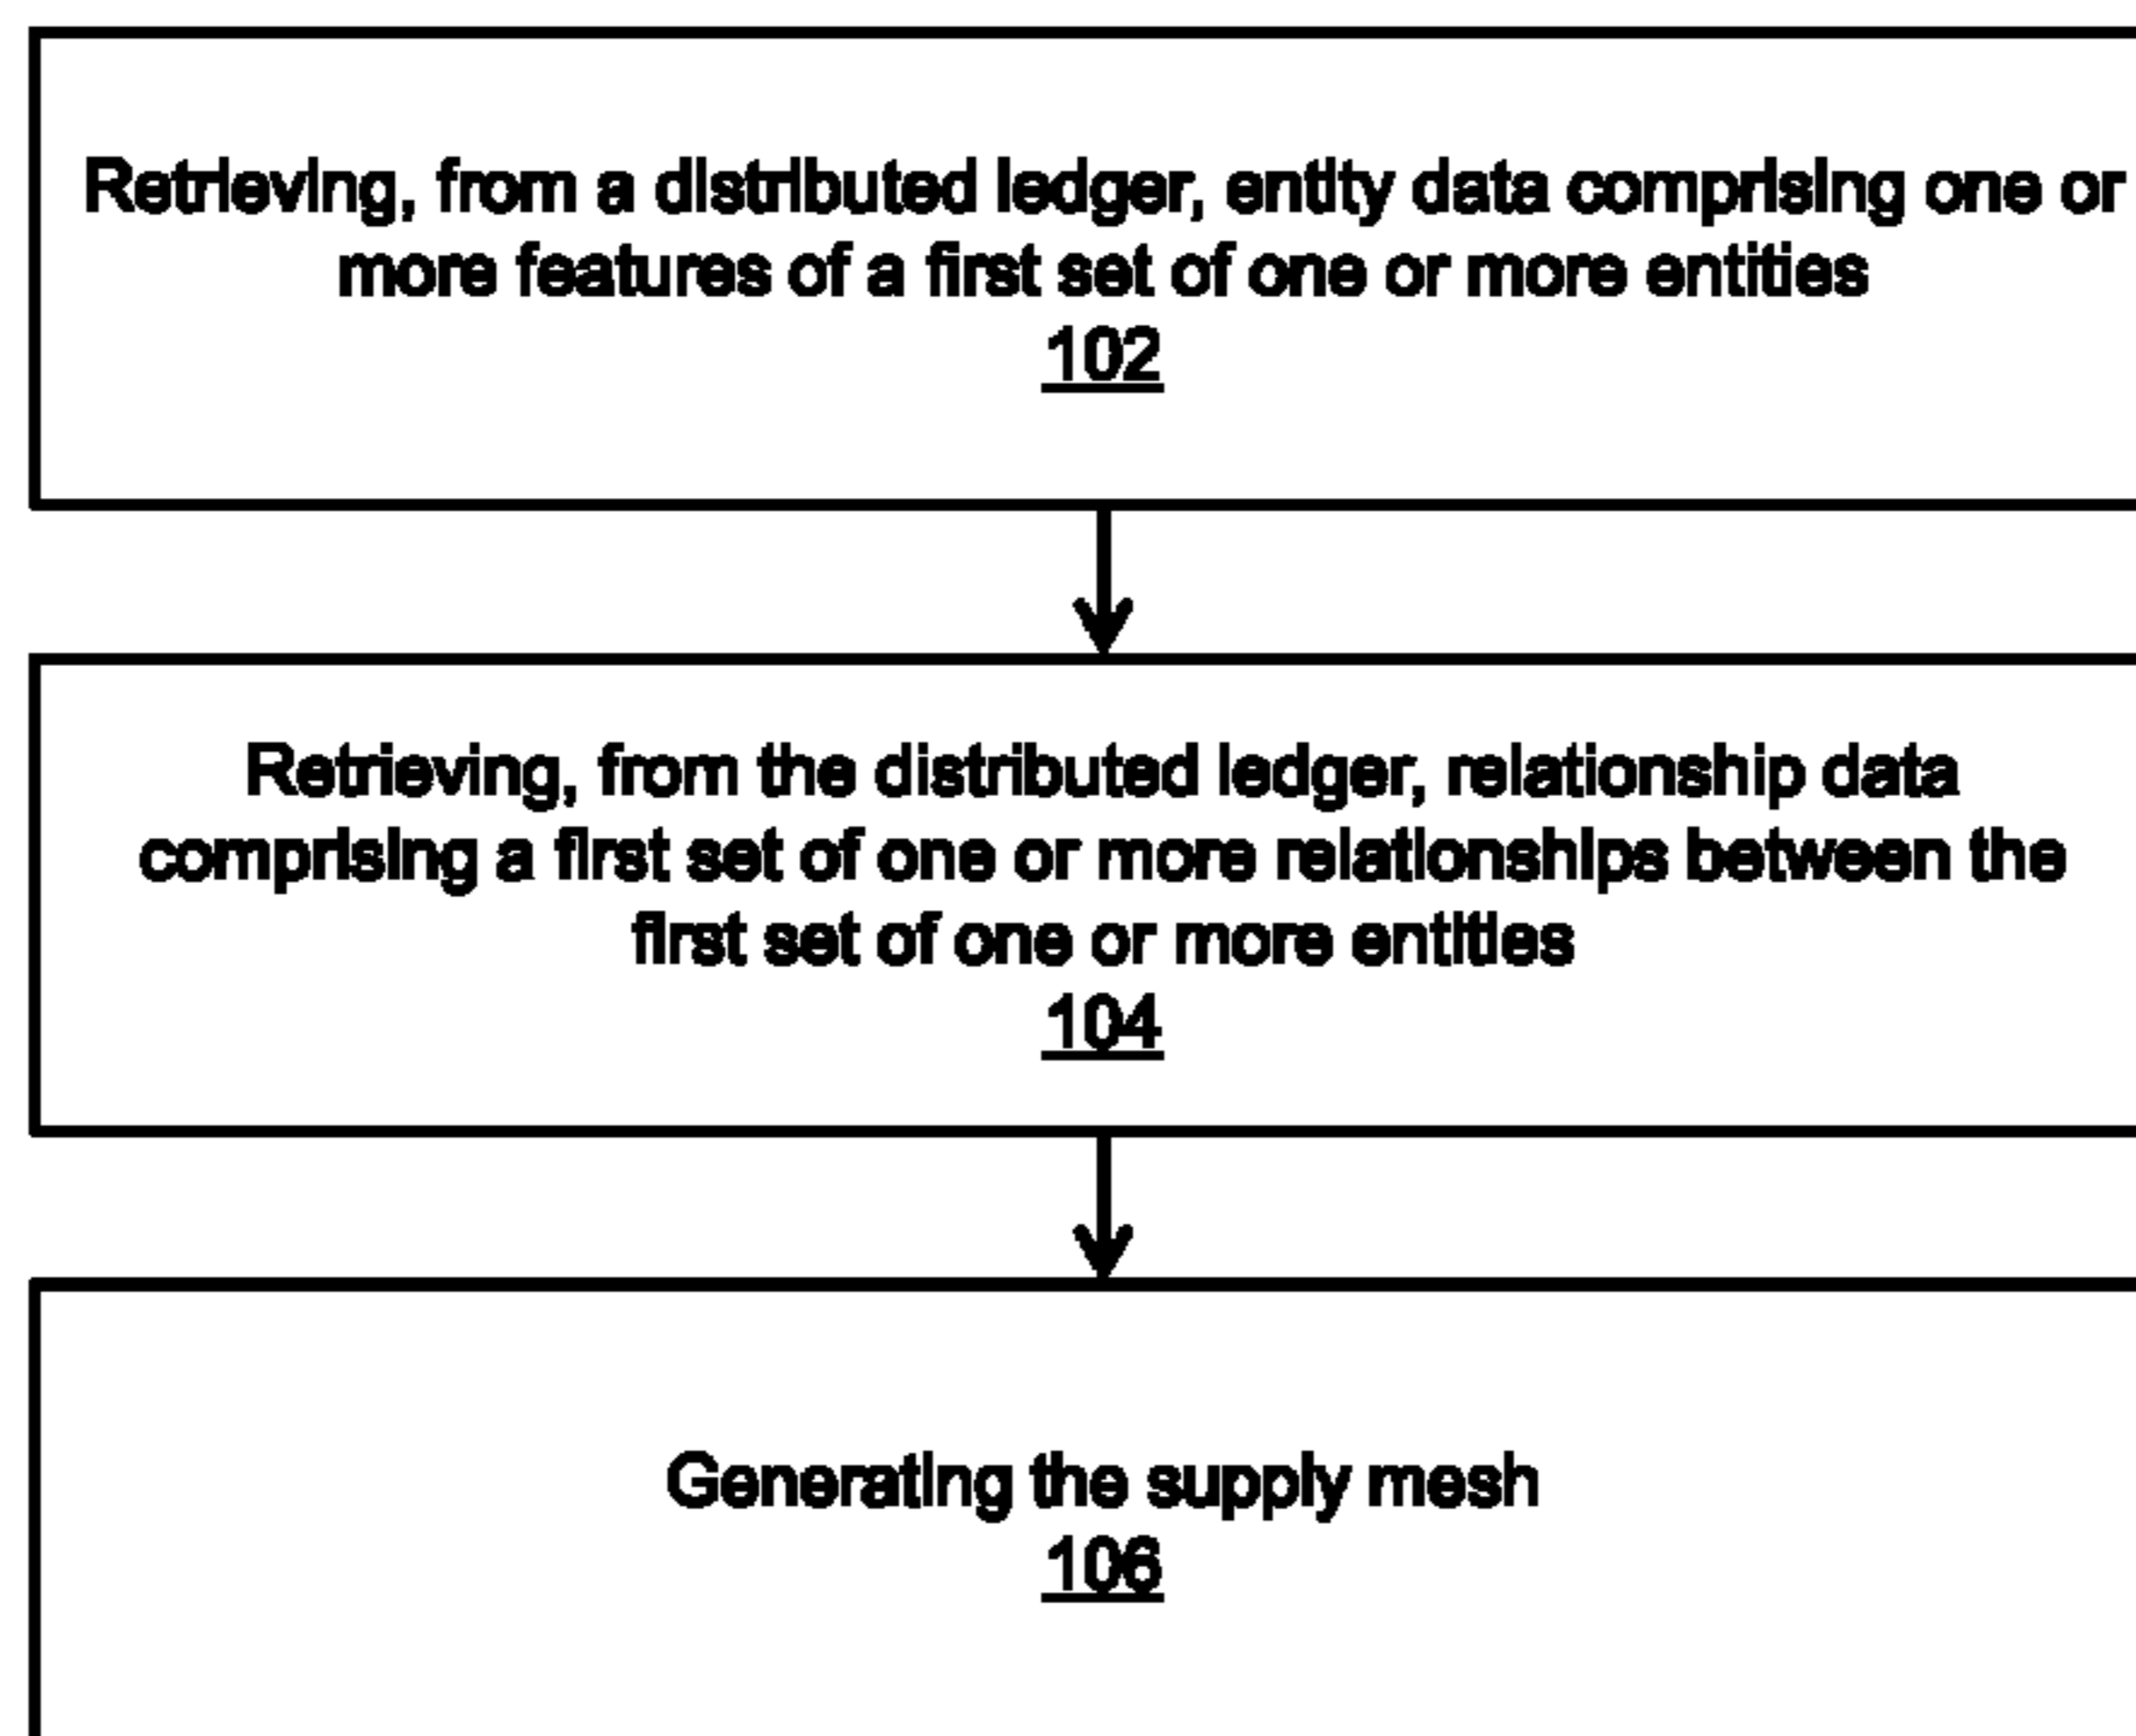 Retrieving, from a distributed ledger, entity data comprising one or
more features of a first set of one or more entities
102
Retrieving, from the distributed ledger, relationship data
comprising a first set of one or more relationships between the
first set of one or more entities
104
Generating the supply mesh
106